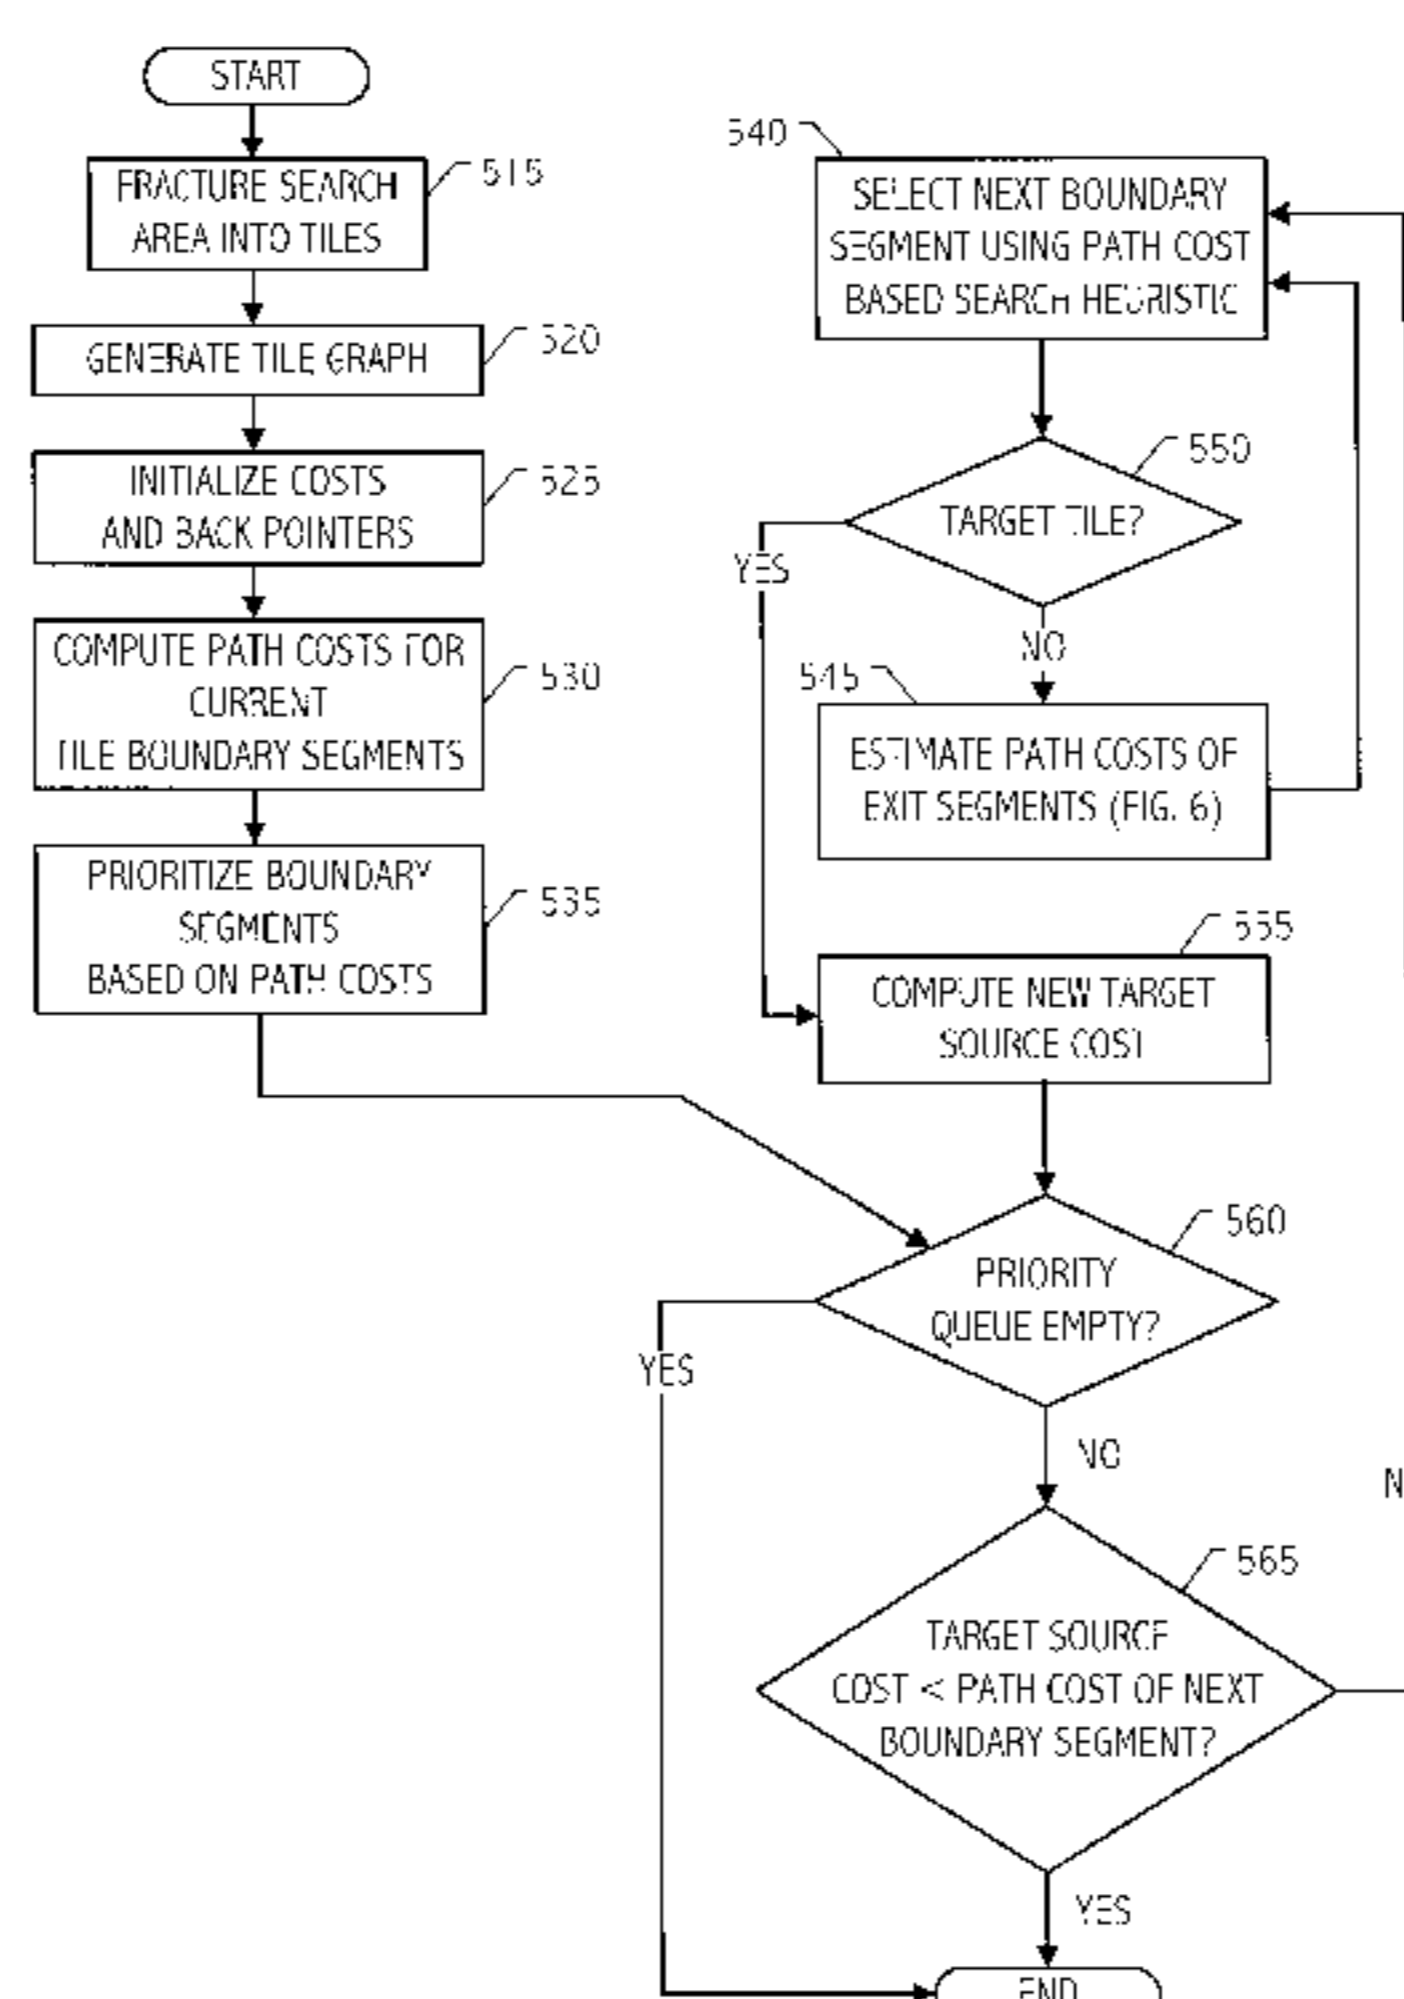 START
FRACTURE SEARCH
AREA INTO TILES
515
GENERATE TILE GRAPH
520
INITIALIZE COSTS
AND BACK POINTERS
525
COMPUTE PATH COSTS FOR
CURRENT
TILE BOUNDARY SEGMENTS
530
PRIORITIZE BOUNDARY
SEGMENTS
BASED ON PATH COSTS
535
540
SELECT NEXT BOUNDARY
SEGMENT USING PATH COST
BASED SEARCH HEURISTIC
550
TARGET TILE?
YES
NO
545
ESTIMATE PATH COSTS OF
EXIT SEGMENTS (FIG. 6)
555
COMPUTE NEW TARGET
SOURCE COST
560
PRIORITY
QUEUE EMPTY?
YES
NO
565
TARGET SOURCE
COST < PATH COST OF NEXT
BOUNDARY SEGMENT?
YES
END